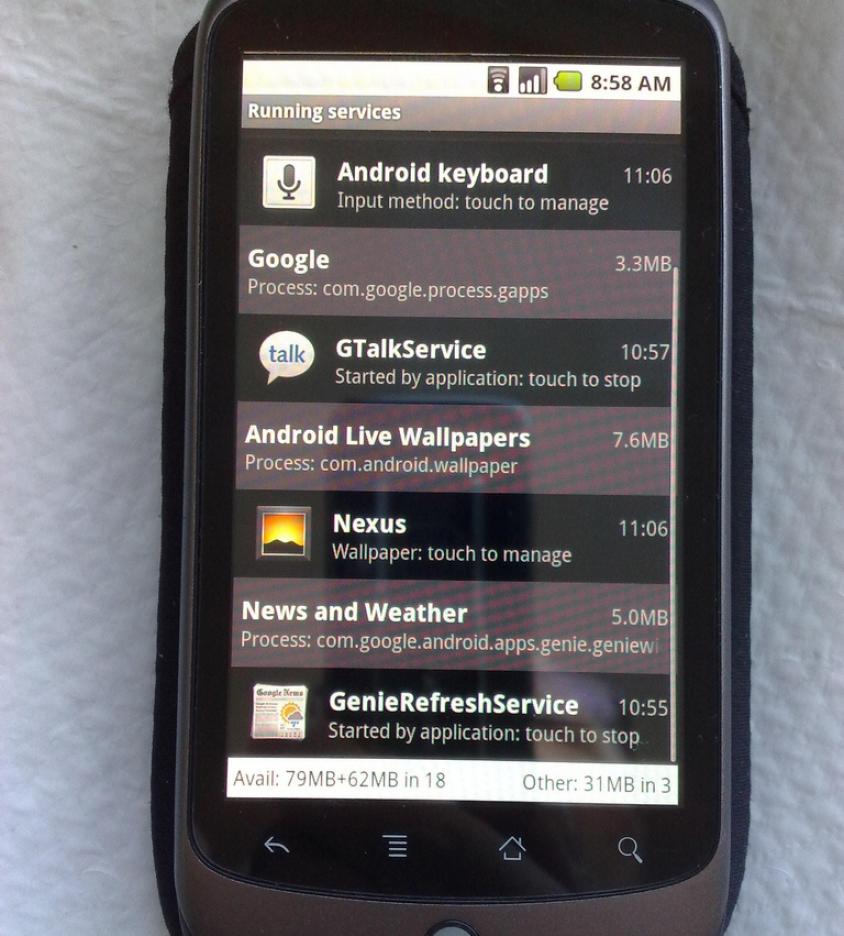 8:58 AM
Running services
Android keyboard 11:06
Input method: touch to manage
Google 3.3MB
Process: com.google.process.gapps
talk
GTalkService 10:57
Started by application: touch to stop
Android Live Wallpapers 7.6MB
Process: com.android.wallpaper
Nexus 11:06
Wallpaper: touch to manage
News and Weather 5.0MB
Process: com.google.android.apps.genie.geniewi
Google News
GenieRefreshService 10:55
Started by application: touch to stop
Avail: 79MB+62MB in 18 Other: 31MB in 3